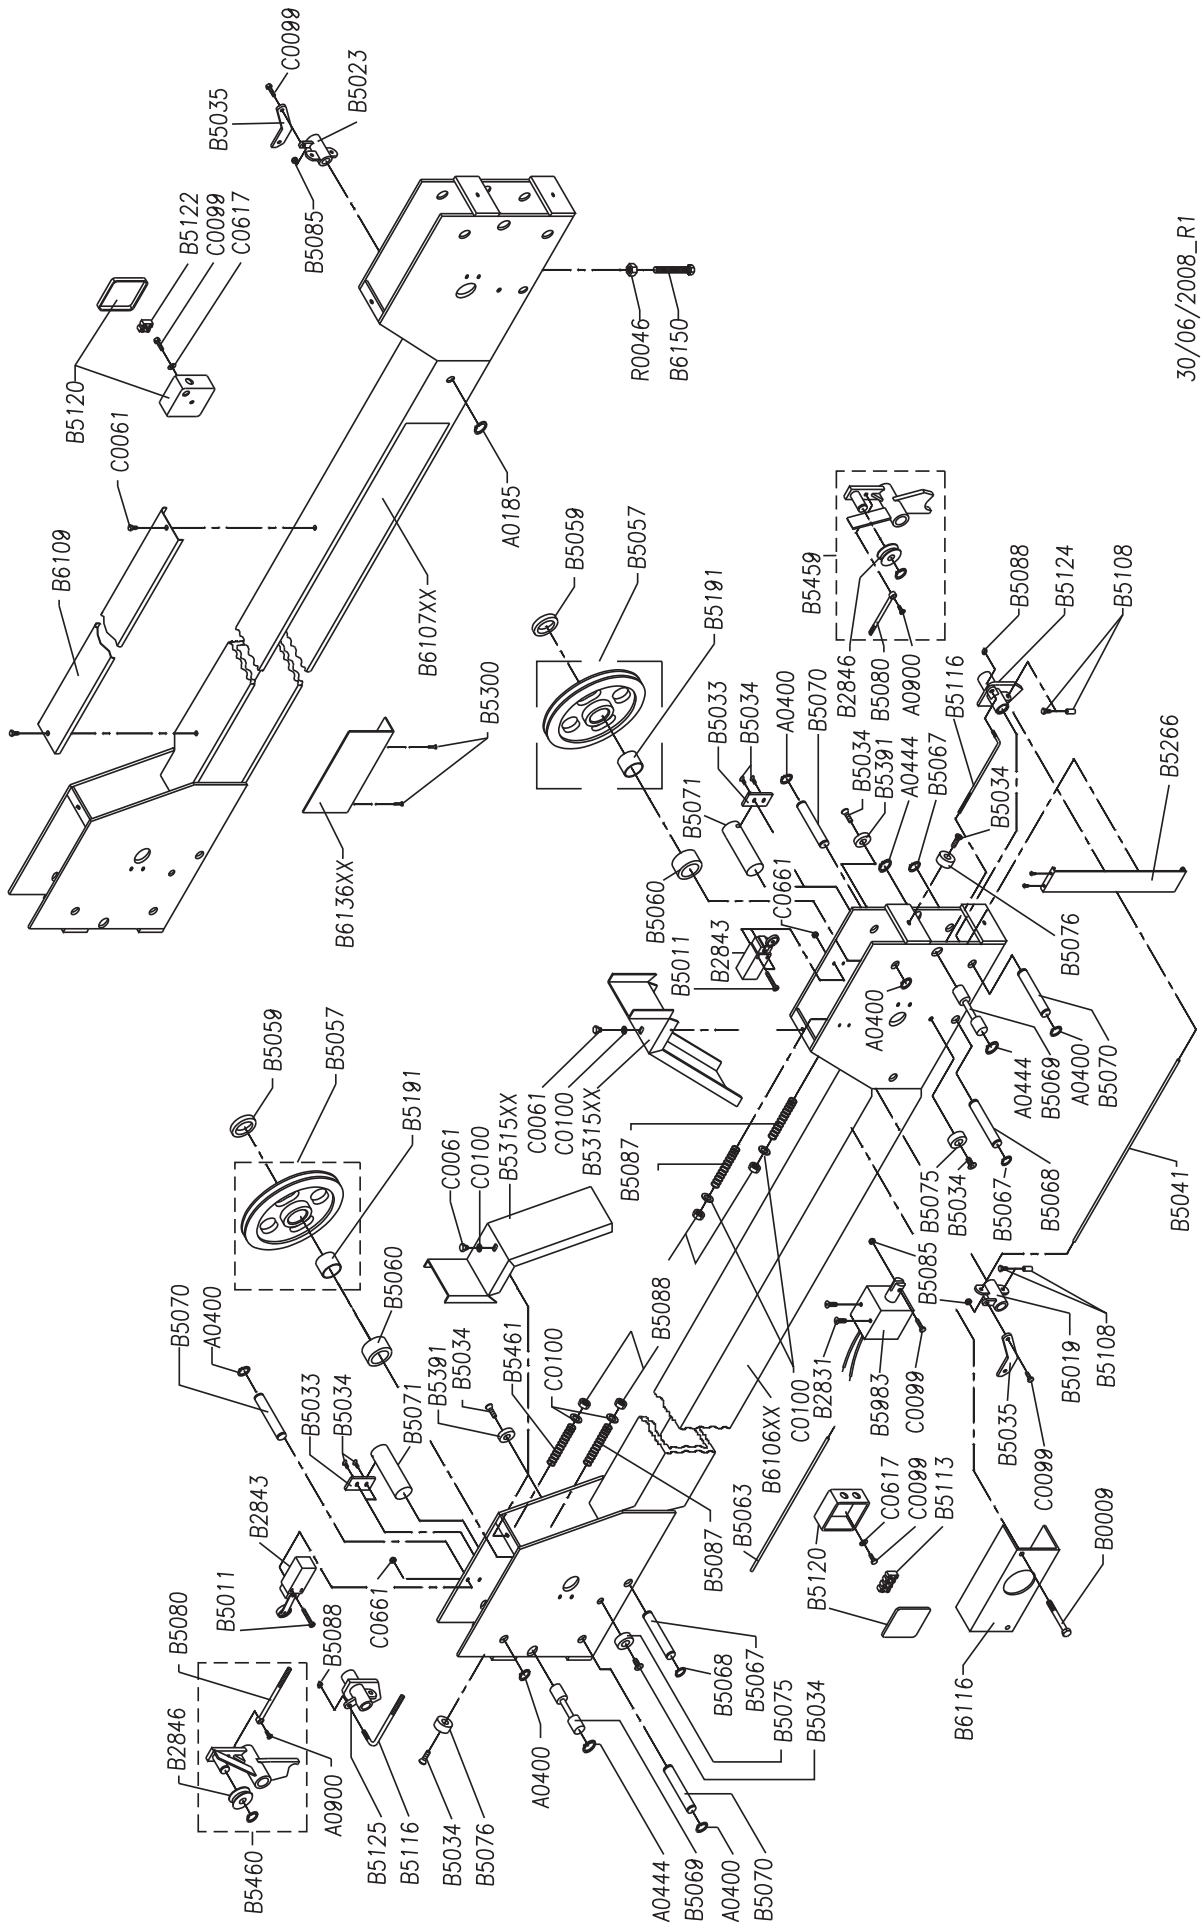 C0099
B5035
B5023
B5085
B5122
C0099
C0617
B5120
C0061
B6109
R0046
B6150
A0185
B6107XX
B6136XX
B5300
B5059
B5057
B5191
B5033
B5034
A0400
B5070
B5071
B5060
B5034
B5391
A0444
B5067
B5459
B2846
B5080
A0900
B5116
B5034
B5088
B5124
B5108
B5266
B5076
C0661
B2843
B5011
A0400
A0444
B5069
A0400
B5070
B5075
B5034
B5067
B5068
B5041
C0061
C0100
B5315XX
B5087
B5059
B5057
B5191
C0061
C0100
B5315XX
B5060
B5070
A0400
B5033
B5034
B5071
B5391
B5034
B5461
C0100
B5088
B2843
B5011
B5080
B5088
C0661
B2846
A0900
B5460
B5125
B5116
B5034
B5076
A0400
A0444
B5069
A0400
B5070
B5068
B5067
B5075
B5034
B5087
B5063
B6106XX
C0100
B2831
B5983
C0099
B5085
B5019
B5108
B5035
C0099
C0617
C0099
B5113
B5120
B6116
B0009
30/06/2008_R1